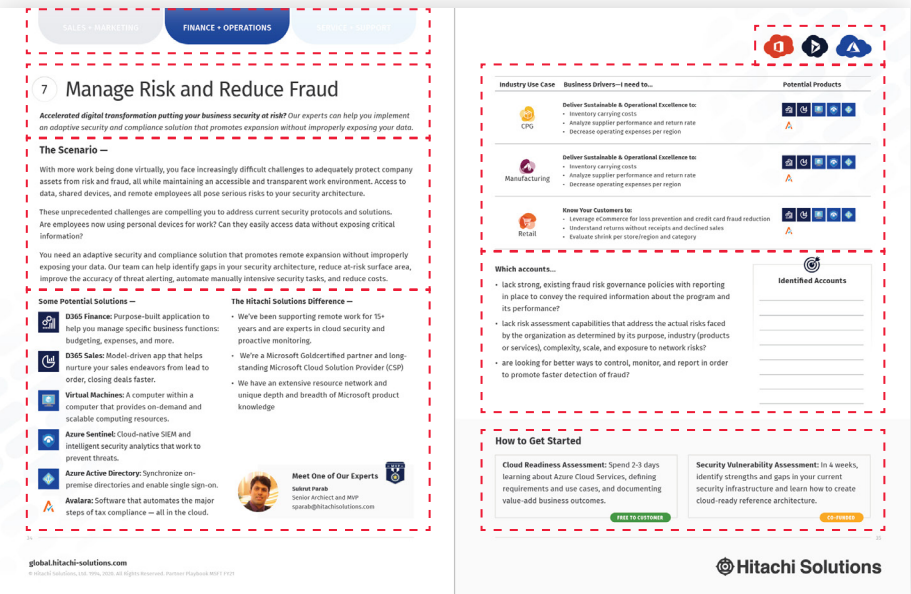 SALES + MARKETING
FINANCE + OPERATIONS
SERVICE + SUPPORT
7
Manage Risk and Reduce Fraud
Accelerated digital transformation putting your business security at risk? Our experts can help you implement
an adaptive security and compliance solution that promotes expansion without improperly exposing your data.
The Scenario —
With more work being done virtually, you face increasingly difficult challenges to adequately protect company
assets from risk and fraud, all while maintaining an accessible and transparent work environment. Access to
data, shared devices, and remote employees all pose serious risks to your security architecture.
These unprecedented challenges are compelling you to address current security protocols and solutions.
Are employees now using personal devices for work? Can they easily access data without exposing critical
information?
You need an adaptive security and compliance solution that promotes remote expansion without improperly
exposing your data. Our team can help identify gaps in your security architecture, reduce at-risk surface area,
improve the accuracy of threat alerting, automate manually intensive security tasks, and reduce costs.
Some Potential Solutions —
D365 Finance: Purpose-built application to
help you manage specific business functions:
budgeting, expenses, and more.
D365 Sales: Model-driven app that helps
nurture your sales endeavors from lead to
order, closing deals faster.
Virtual Machines: A computer within a
computer that provides on-demand and
scalable computing resources.
Azure Sentinel: Cloud-native SIEM and
intelligent security analytics that work to
prevent threats.
Azure Active Directory: Synchronize on-
premise directories and enable single sign-on.
Avalara: Software that automates the major
steps of tax compliance — all in the cloud.
The Hitachi Solutions Difference —
• We've been supporting remote work for 15+
years and are experts in cloud security and
proactive monitoring.
• We're a Microsoft Goldcertified partner and long-
standing Microsoft Cloud Solution Provider (CSP)
• We have an extensive resource network and
unique depth and breadth of Microsoft product
knowledge
Meet One of Our Experts
Sukrut Parab
Senior Archiect and MVP
sparab@hitachisolutions.com
34
global.hitachi-solutions.com
© Hitachi Solutions, Ltd. 1994, 2020. All Rights Reserved. Partner Playbook MSFT FY21
Industry Use Case
Business Drivers—I need to...
Potential Products
CPG
Deliver Sustainable & Operational Excellence to:
• Inventory carrying costs
• Analyze supplier performance and return rate
• Decrease operating expenses per region
Manufacturing
Deliver Sustainable & Operational Excellence to:
• Inventory carrying costs
• Analyze supplier performance and return rate
• Decrease operating expenses per region
Retail
Know Your Customers to:
• Leverage eCommerce for loss prevention and credit card fraud reduction
• Understand returns without receipts and declined sales
• Evaluate shrink per store/region and category
Which accounts...
• lack strong, existing fraud risk governance policies with reporting
in place to convey the required information about the program and
its performance?
• lack risk assessment capabilities that address the actual risks faced
by the organization as determined by its purpose, industry (products
or services), complexity, scale, and exposure to network risks?
• are looking for better ways to control, monitor, and report in order
to promote faster detection of fraud?
Identified Accounts
How to Get Started
Cloud Readiness Assessment: Spend 2-3 days
learning about Azure Cloud Services, defining
requirements and use cases, and documenting
value-add business outcomes.
FREE TO CUSTOMER
Security Vulnerability Assessment: In 4 weeks,
identify strengths and gaps in your current
security infrastructure and learn how to create
cloud-ready reference architecture.
CO-FUNDED
35
Hitachi Solutions